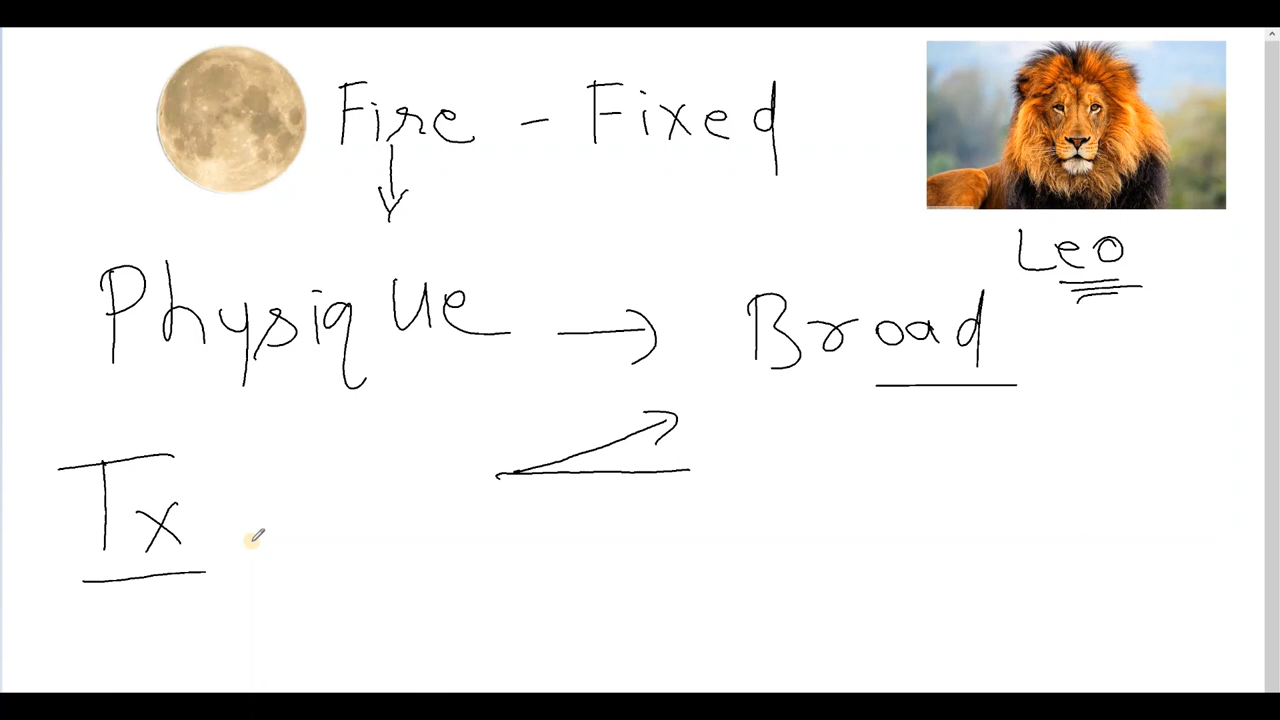 Fire - Fixed
Leo
Physique → Broad
Tx